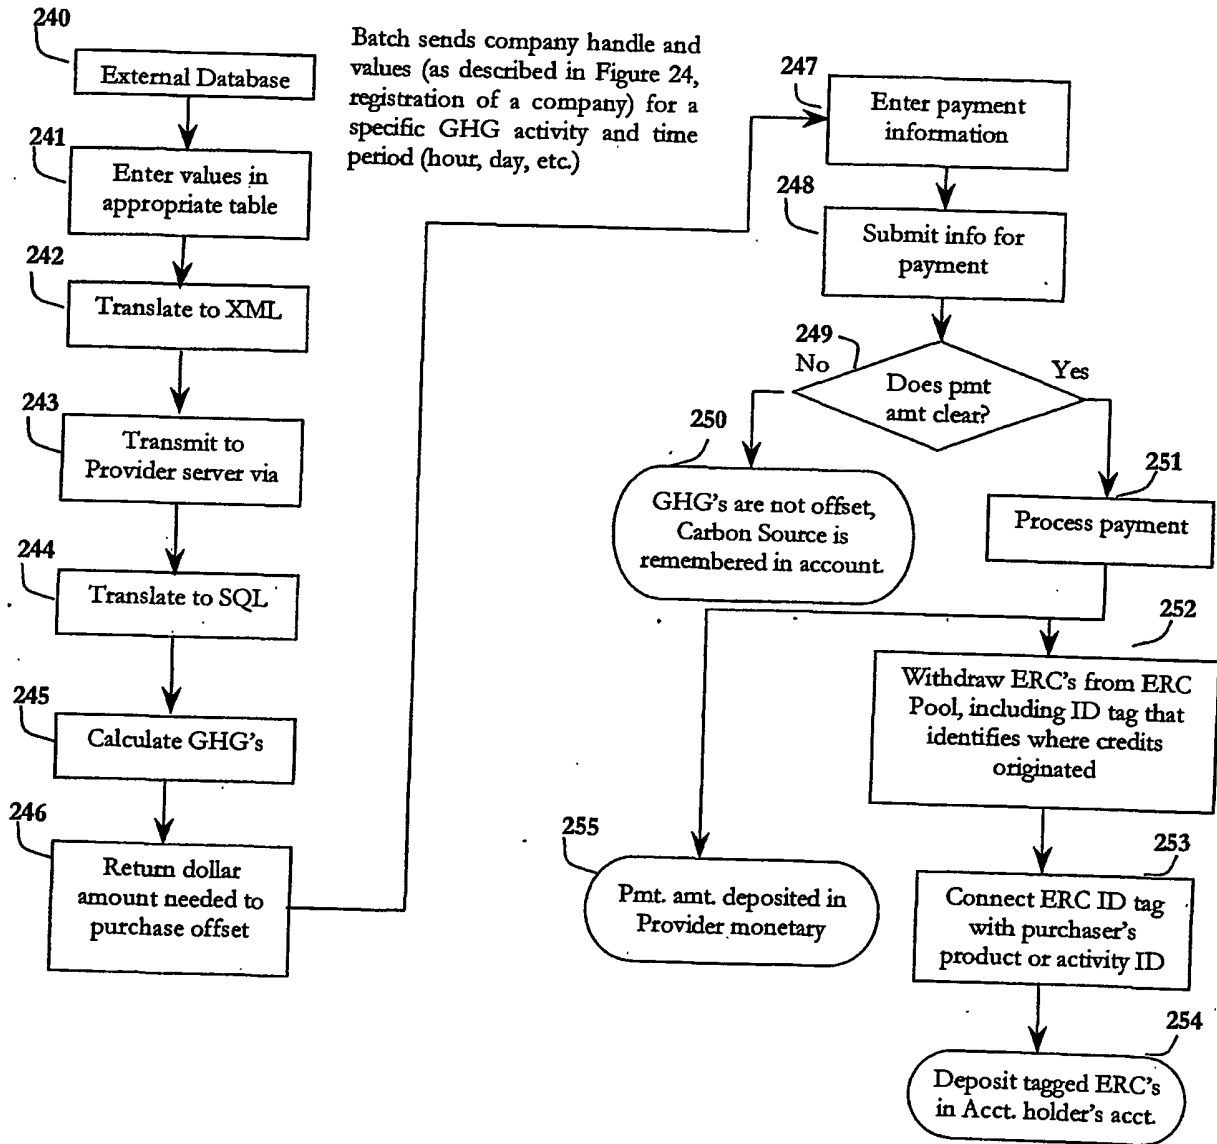 240
External Database
241
Enter values in
appropriate table
242
Translate to XML
243
Transmit to
Provider server via
244
Translate to SQL
245
Calculate GHG's
246
Return dollar
amount needed to
purchase offset
Batch sends company handle and
values (as described in Figure 24,
registration of a company) for a
specific GHG activity and time
period (hour, day, etc.)
247
Enter payment
information
248
Submit info for
payment
249
No
Yes
Does pmt
amt clear?
250
GHG's are not offset,
Carbon Source is
remembered in account.
251
Process payment
252
Withdraw ERC's from ERC
Pool, including ID tag that
identifies where credits
originated
253
Connect ERC ID tag
with purchaser's
product or activity ID
254
Deposit tagged ERC's
in Acct. holder's acct.
255
Pmt. amt. deposited in
Provider monetary